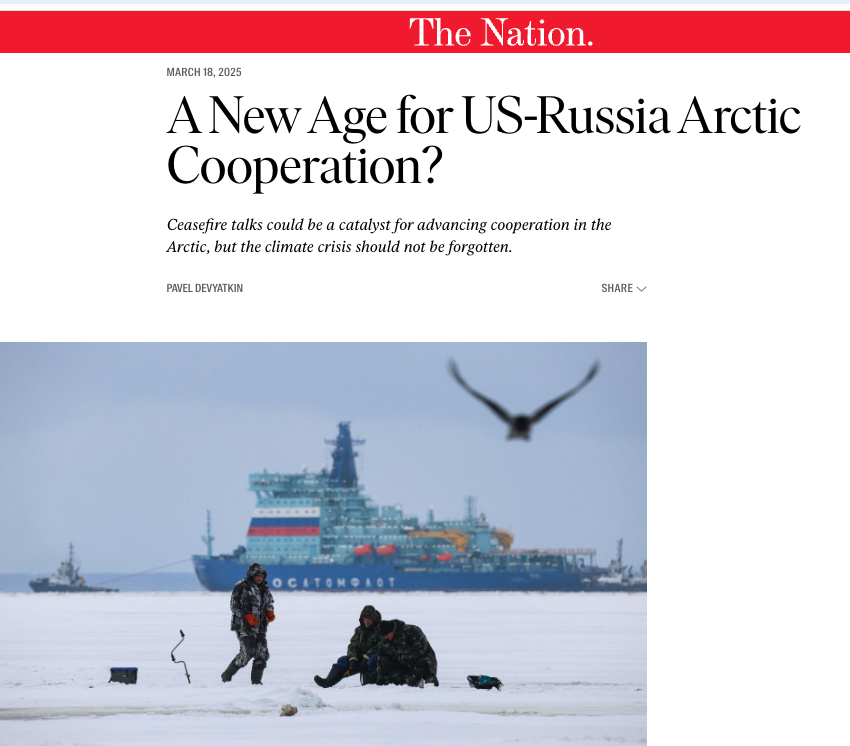 The Nation.
MARCH 18, 2025
A New Age for US-Russia Arctic
Cooperation?
Ceasefire talks could be a catalyst for advancing cooperation in the
Arctic, but the climate crisis should not be forgotten.
PAVEL DEVYATKIN
SHARE
ОСАТОМФЛОТ